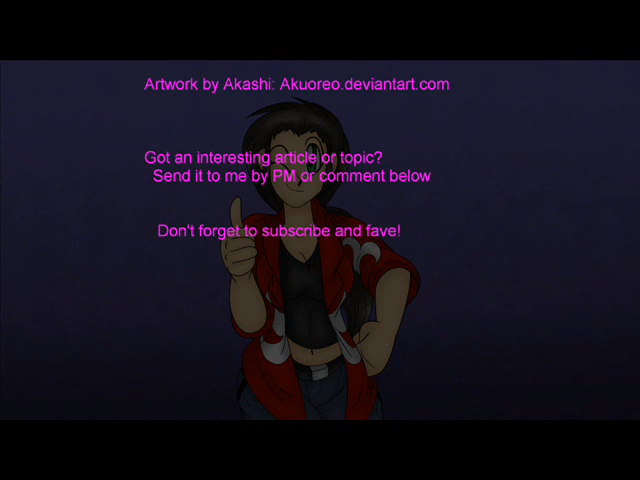 Artwork by Akashi: Akuoreo.deviantart.com
Got an interesting article or topic?
Send it to me by PM or comment below
Don't forget to subscribe and fave!